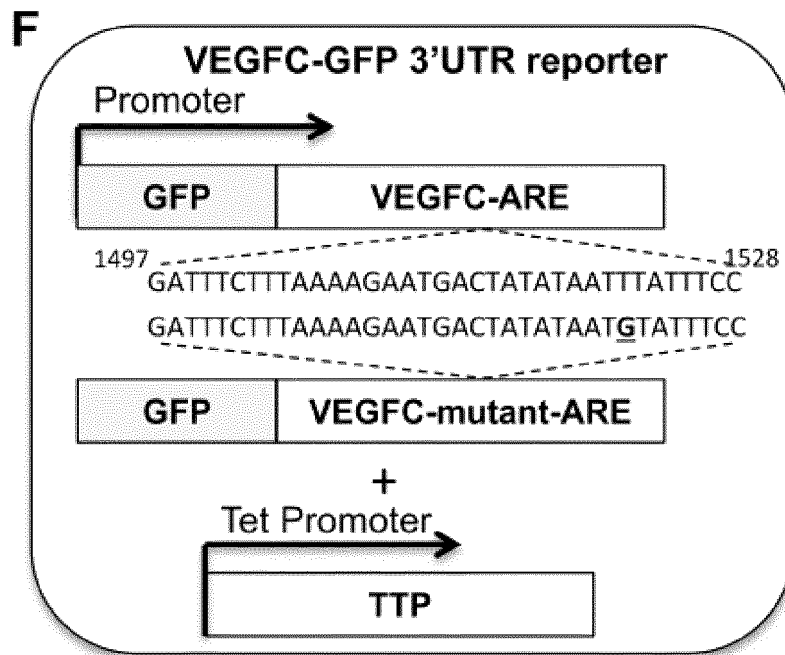 F
VEGFC-GFP 3'UTR reporter
Promoter
GFP VEGFC-ARE
1497 1528
GATTTCTTTAAAAGAATGACTATATAATTTATTTCC
GATTTCTTTAAAAGAATGACTATATAATGTATTTCC
GFP VEGFC-mutant-ARE
+
Tet Promoter
TTP